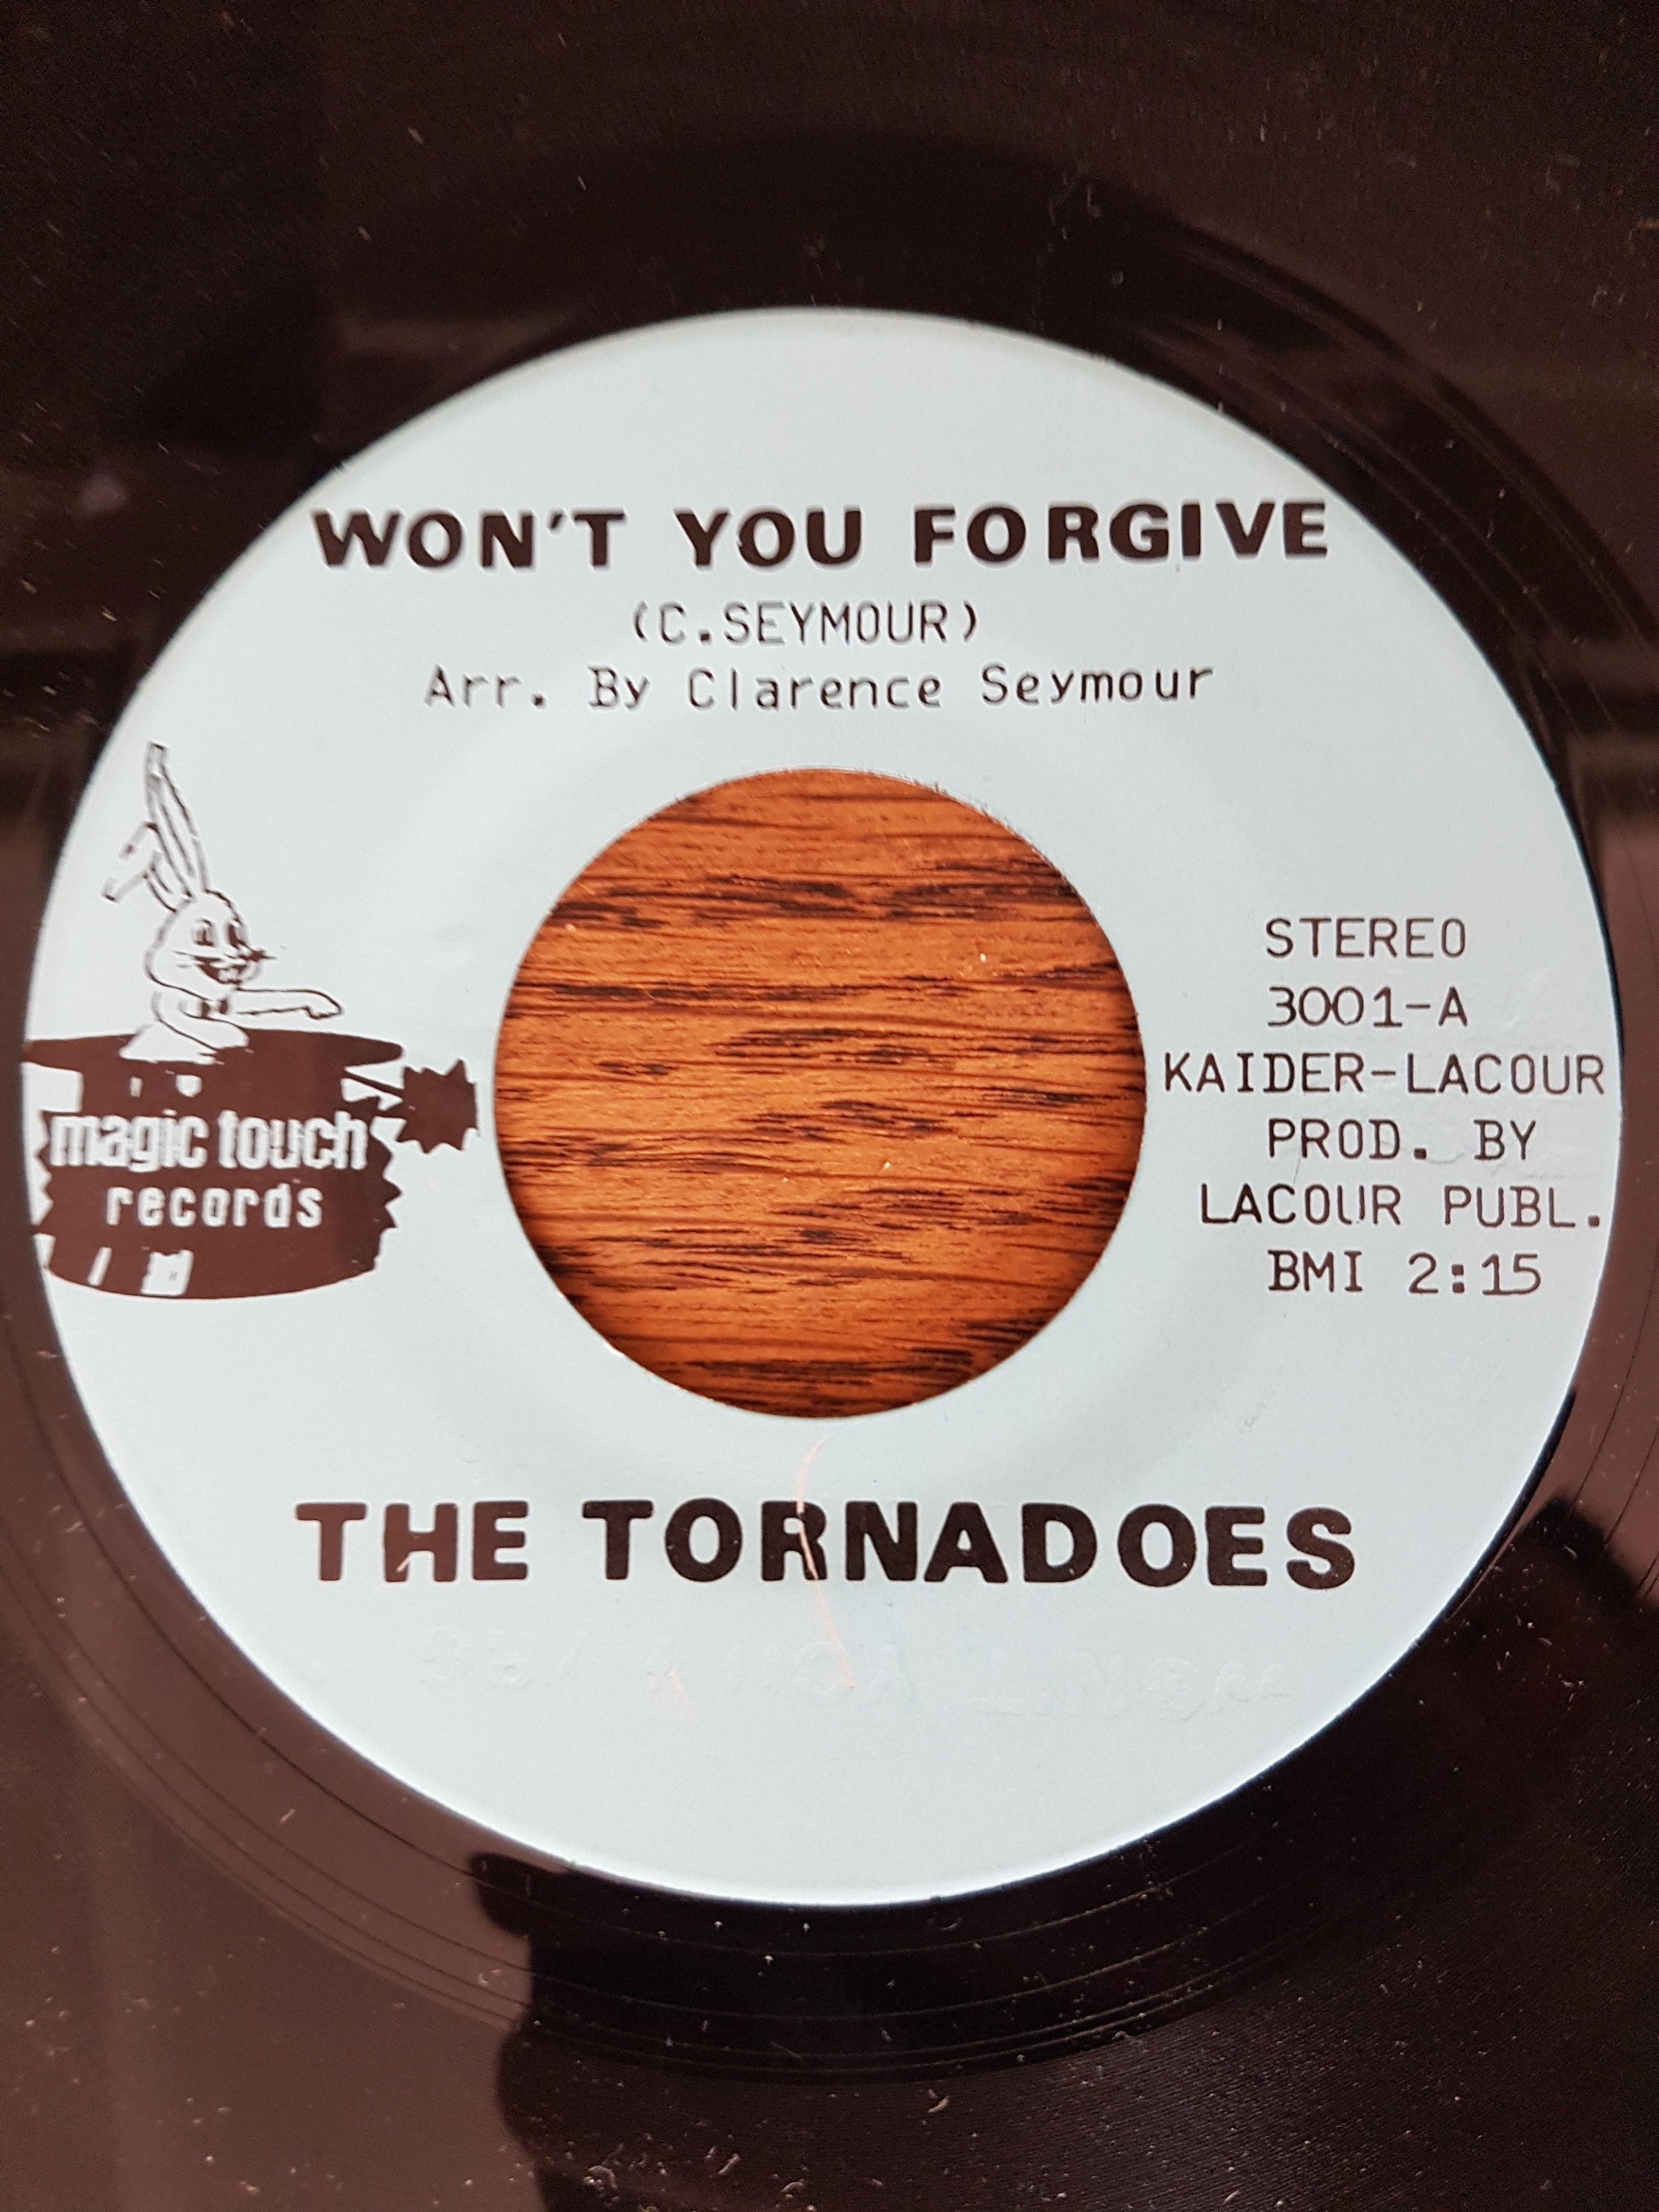 WON'T YOU FORGIVE
(C.SEYMOUR)
Arr. By Clarence Seymour
magic touch
records
STEREO
3001-A
KAIDER-LACOUR
PROD. BY
LACOUR PUBL.
BMI 2:15
THE TORNADOES